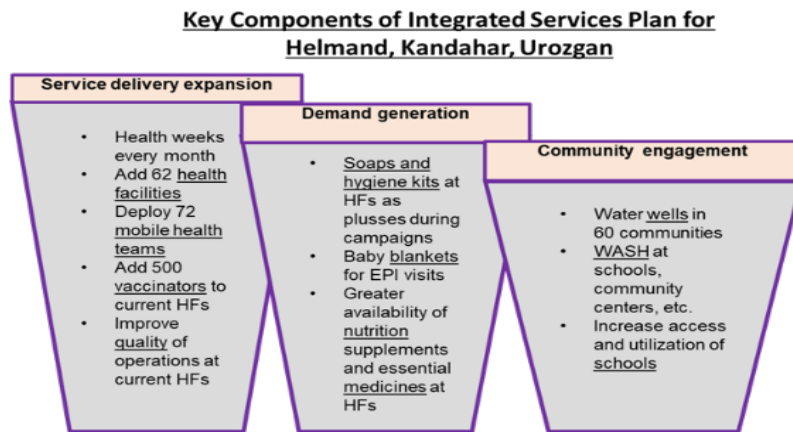 Key Components of Integrated Services Plan for
Helmand, Kandahar, Urozgan
Service delivery expansion
• Health weeks
every month
• Add 62 health
facilities
• Deploy 72
mobile health
teams
• Add 500
vaccinators to
current HFs
• Improve
quality of
operations at
current HFs
Demand generation
• Soaps and
hygiene kits at
HFs as
plusses during
campaigns
• Baby blankets
for EPI visits
• Greater
availability of
nutrition
supplements
and essential
medicines at
HFs
Community engagement
• Water wells in
60 communities
• WASH at
schools,
community
centers, etc.
• Increase access
and utilization of
schools